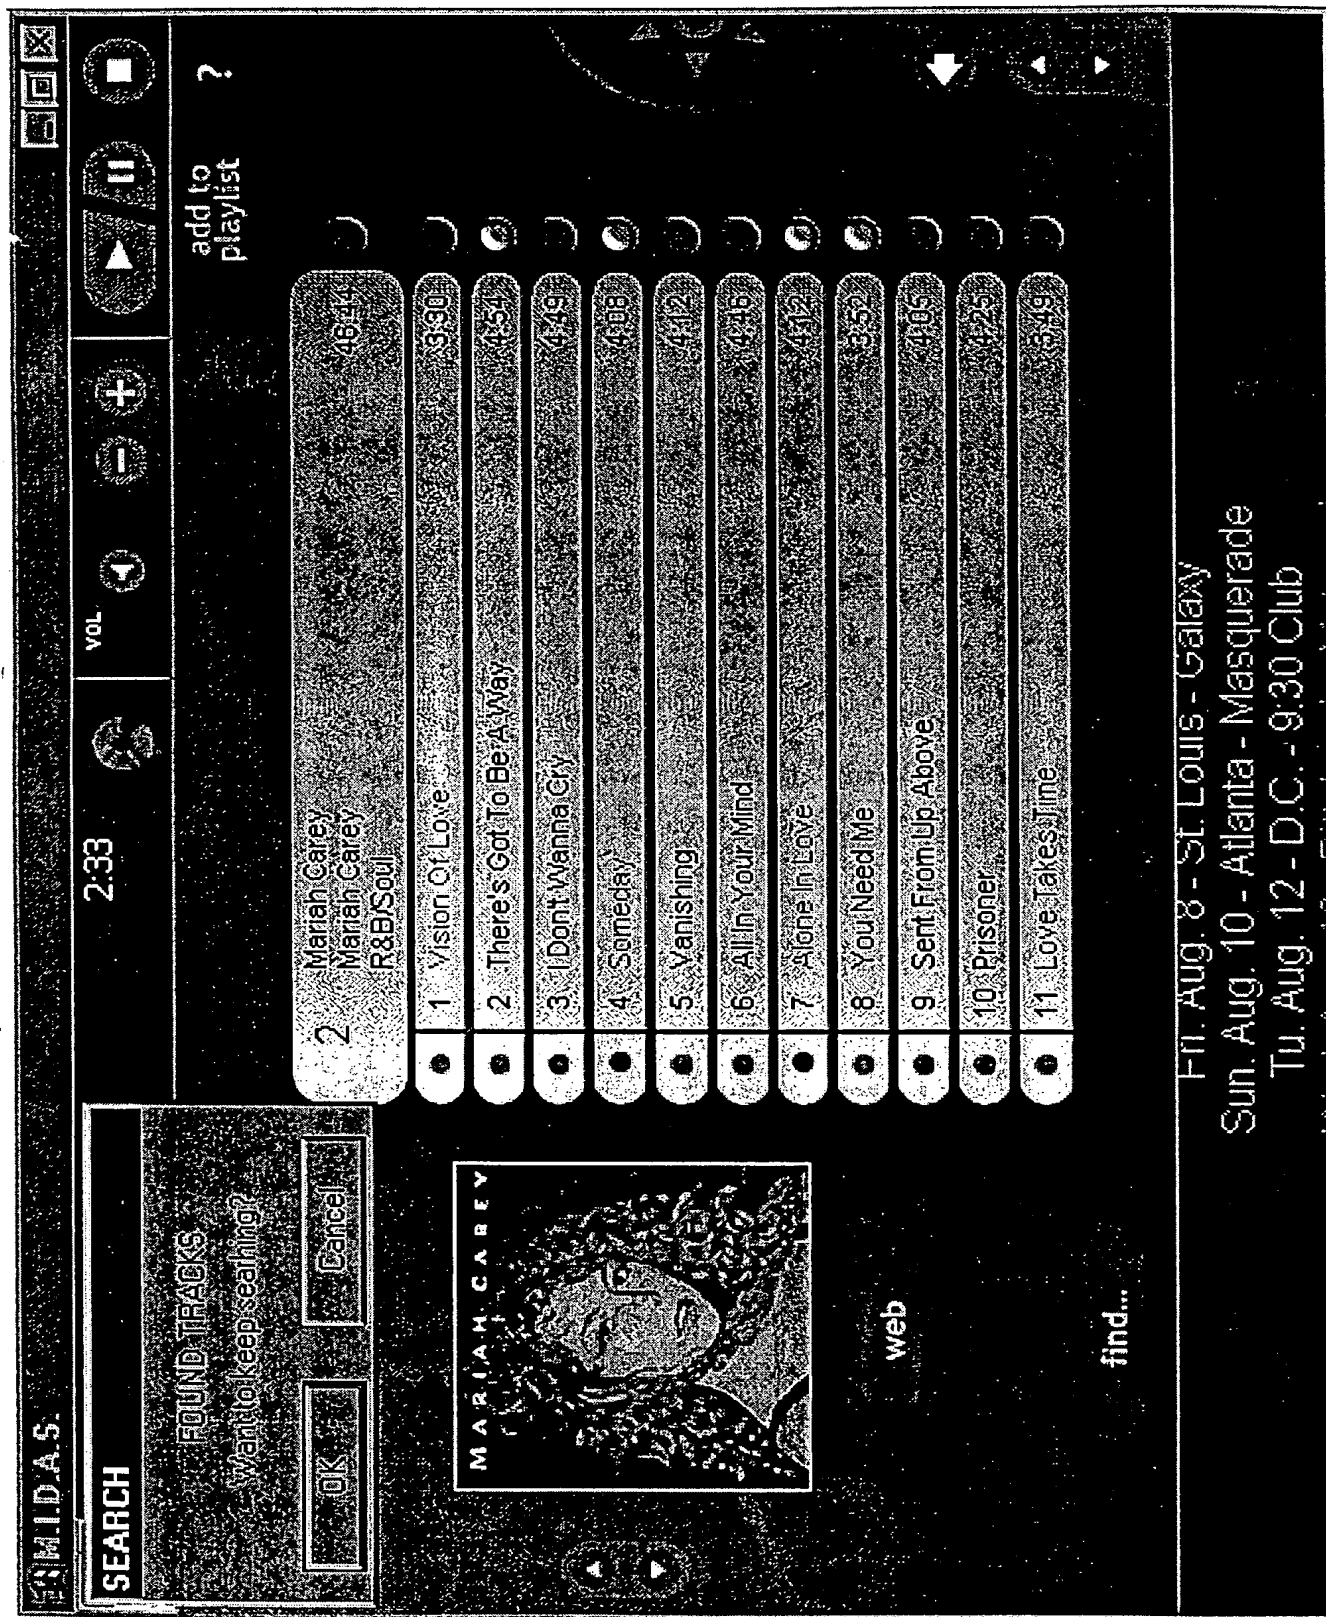 M.I.D.A.S.
SEARCH
FOUND TRACKS
Want to keep searhing?
OK
Cancel
2:33
VOL
add to
playlist
?
2
Mariah Carey
Mariah Carey
R&B/Soul
1 Vision Of Love 3:30
2 There's Got To Be A Way 4:54
3 I Don't Wanna Cry 4:49
4 Someday 4:08
5 Vanishing 4:12
6 All In Your Mind 4:46
7 Alone In Love 4:12
8 You Need Me 3:52
9 Sent From Up Above 4:05
10 Prisoner 4:25
11 Love Takes Time 3:49
MARIAH CAREY
web
find...
Fri. Aug. 8 - St. Louis - Galaxy
Sun. Aug. 10 - Atlanta - Masquerade
Tu. Aug. 12 - D.C. - 9:30 Club